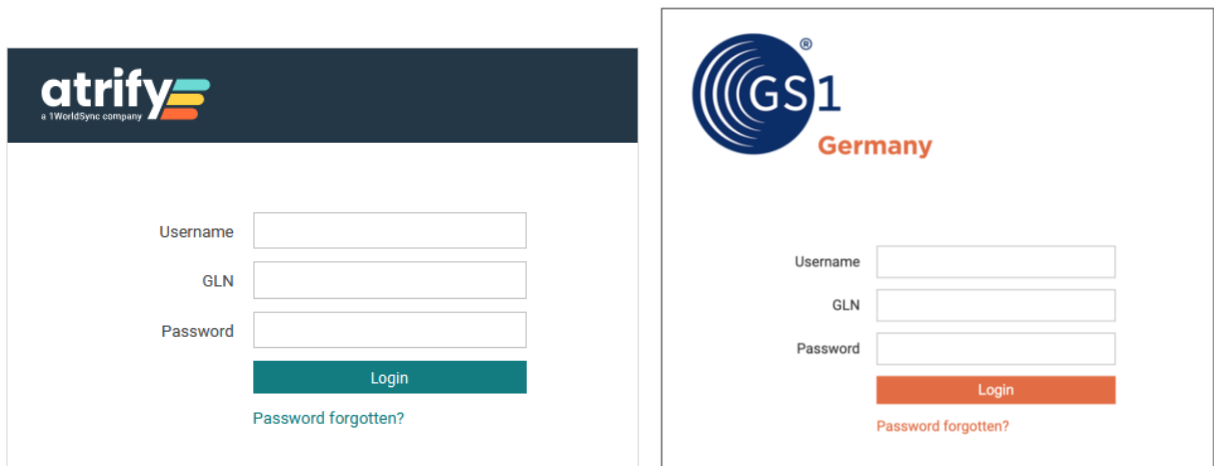 atrify
a 1WorldSync company
Username
GLN
Password
Login
Password forgotten?
GS1
®
Germany
Username
GLN
Password
Login
Password forgotten?